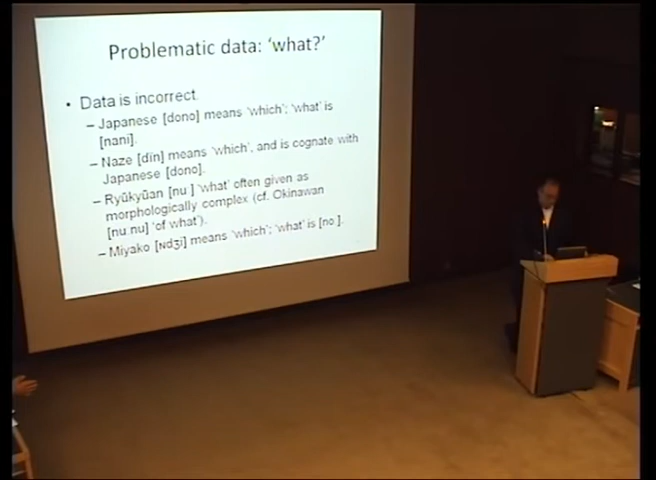 Problematic data: ‘what?’
• Data is incorrect
– Japanese [dono] means ‘which’; ‘what’ is
[nani].
– Naze [dïn] means ‘which’, and is cognate with
Japanese [dono].
– Ryūkyūan [nu ] ‘what’ often given as
morphologically complex (cf. Okinawan
[nu nu] ‘of what’).
– Miyako [ɴdʒi] means ‘which’; ‘what’ is [no ].